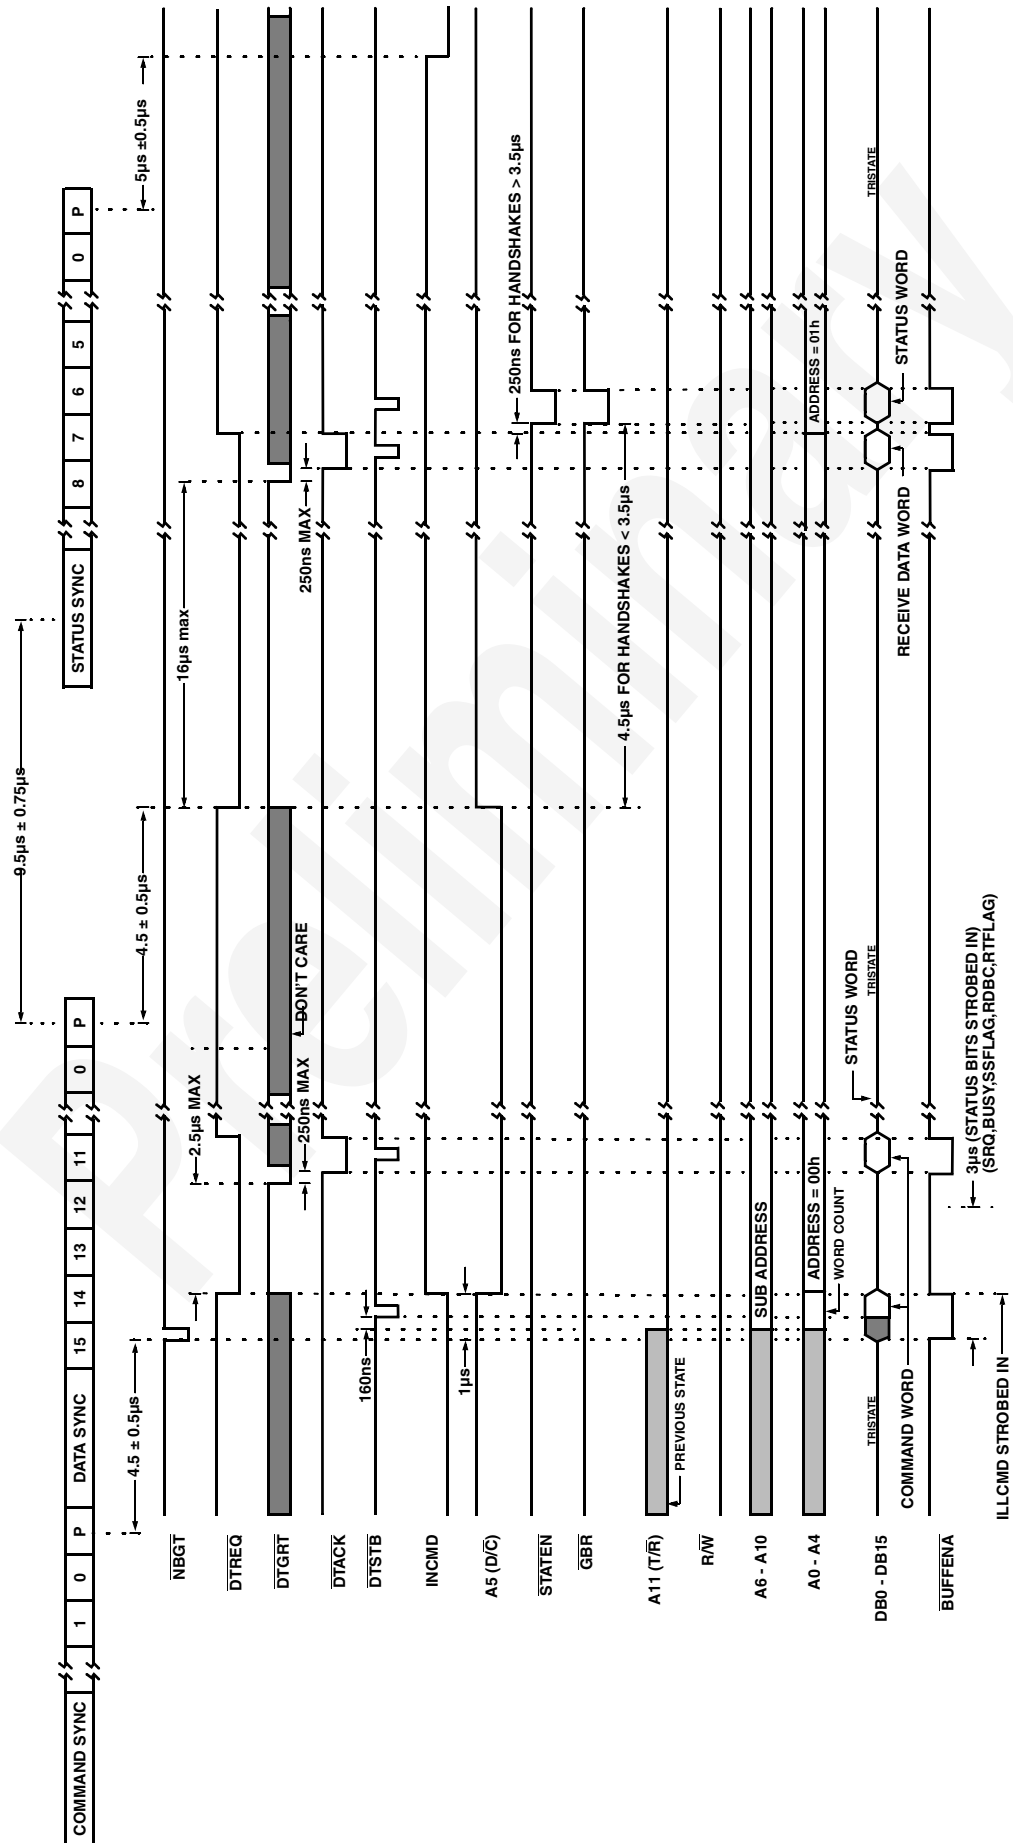 COMMAND SYNC
1
0
P
DATA SYNC
15
14
13
12
11
0
P
STATUS SYNC
8
7
6
5
0
P
9.5µs ± 0.75µs
4.5 ± 0.5µs
4.5 ± 0.5µs
5µs ±0.5µs
NBGT
2.5µs MAX
16µs max
DTREQ
DTGRT
DON'T CARE
DTACK
250ns MAX
250ns MAX
DTSTB
160ns
INCMD
1µs
A5 (D/C)
STATEN
250ns FOR HANDSHAKES > 3.5µs
GBR
4.5µs FOR HANDSHAKES < 3.5µs
A11 (T/R)
PREVIOUS STATE
R/W
A6 - A10
SUB ADDRESS
A0 - A4
ADDRESS = 00h
ADDRESS = 01h
WORD COUNT
DB0 - DB15
TRISTATE
TRISTATE
TRISTATE
STATUS WORD
COMMAND WORD
RECEIVE DATA WORD
STATUS WORD
BUFFENA
3µs (STATUS BITS STROBED IN)
(SRQ,BUSY,SSFLAG,RDBC,RTFLAG)
ILLCMD STROBED IN
Preliminary